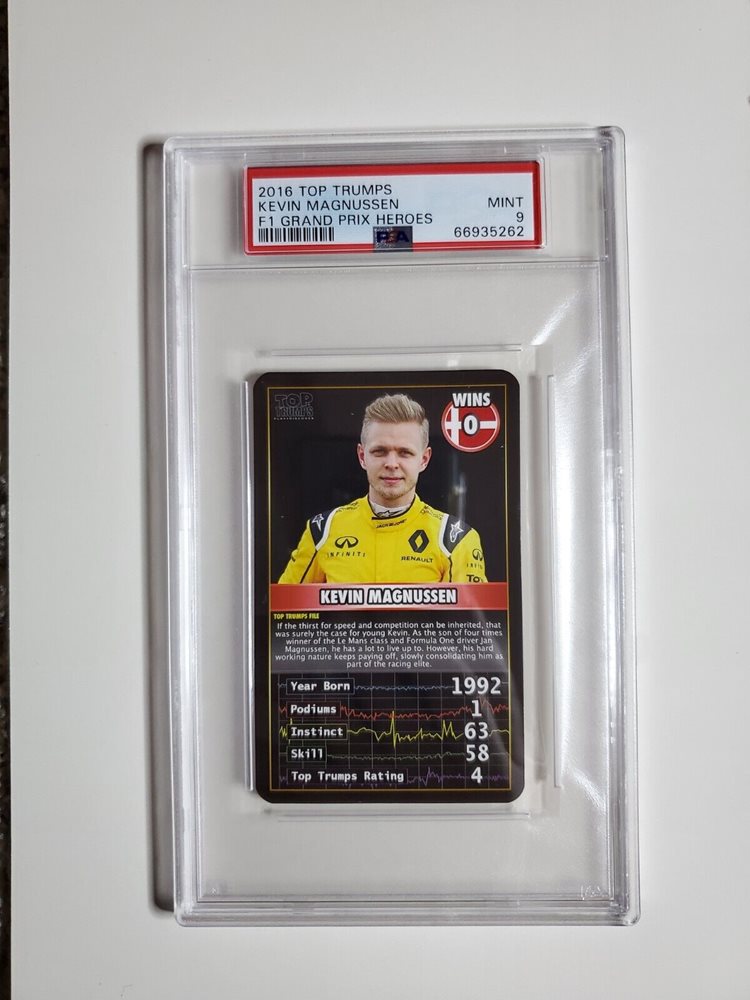 2016 TOP TRUMPS
KEVIN MAGNUSSEN MINT
F1 GRAND PRIX HEROES 9
PSA 66935262
TOP
TRUMPS
WINS
0
INFINITI
RENAULT
KEVIN MAGNUSSEN
TOP TRUMPS FILE
If the thirst for speed and competition can be inherited, that
was surely the case for young Kevin. As the son of four times
winner of the Le Mans class and Formula One driver Jan
Magnussen, he has a lot to live up to. However, his hard
working nature keeps paying off, slowly consolidating him as
part of the racing elite.
Year Born 1992
Podiums 1
Instinct 63
Skill 58
Top Trumps Rating 4